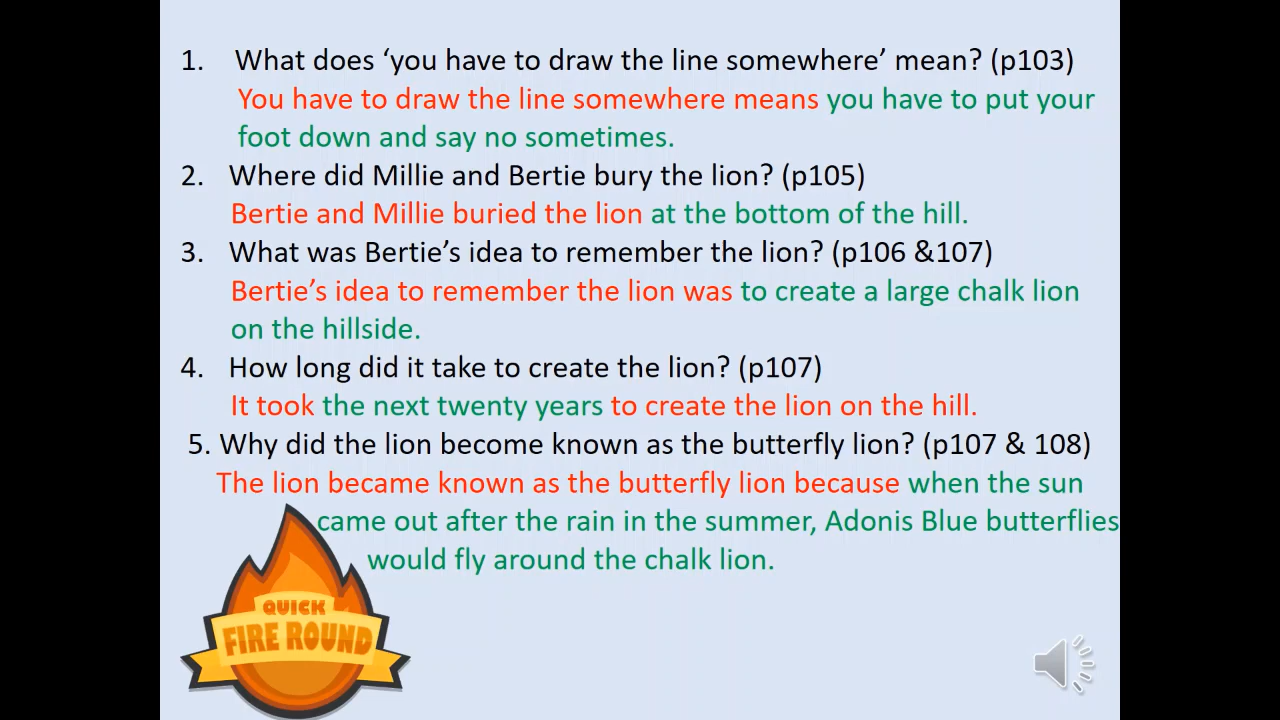 1. What does ‘you have to draw the line somewhere’ mean? (p103)
You have to draw the line somewhere means you have to put your
foot down and say no sometimes.
2. Where did Millie and Bertie bury the lion? (p105)
Bertie and Millie buried the lion at the bottom of the hill.
3. What was Bertie’s idea to remember the lion? (p106 &107)
Bertie’s idea to remember the lion was to create a large chalk lion
on the hillside.
4. How long did it take to create the lion? (p107)
It took the next twenty years to create the lion on the hill.
5. Why did the lion become known as the butterfly lion? (p107 & 108)
The lion became known as the butterfly lion because when the sun
came out after the rain in the summer, Adonis Blue butterflies
would fly around the chalk lion.
QUICK
FIRE ROUND